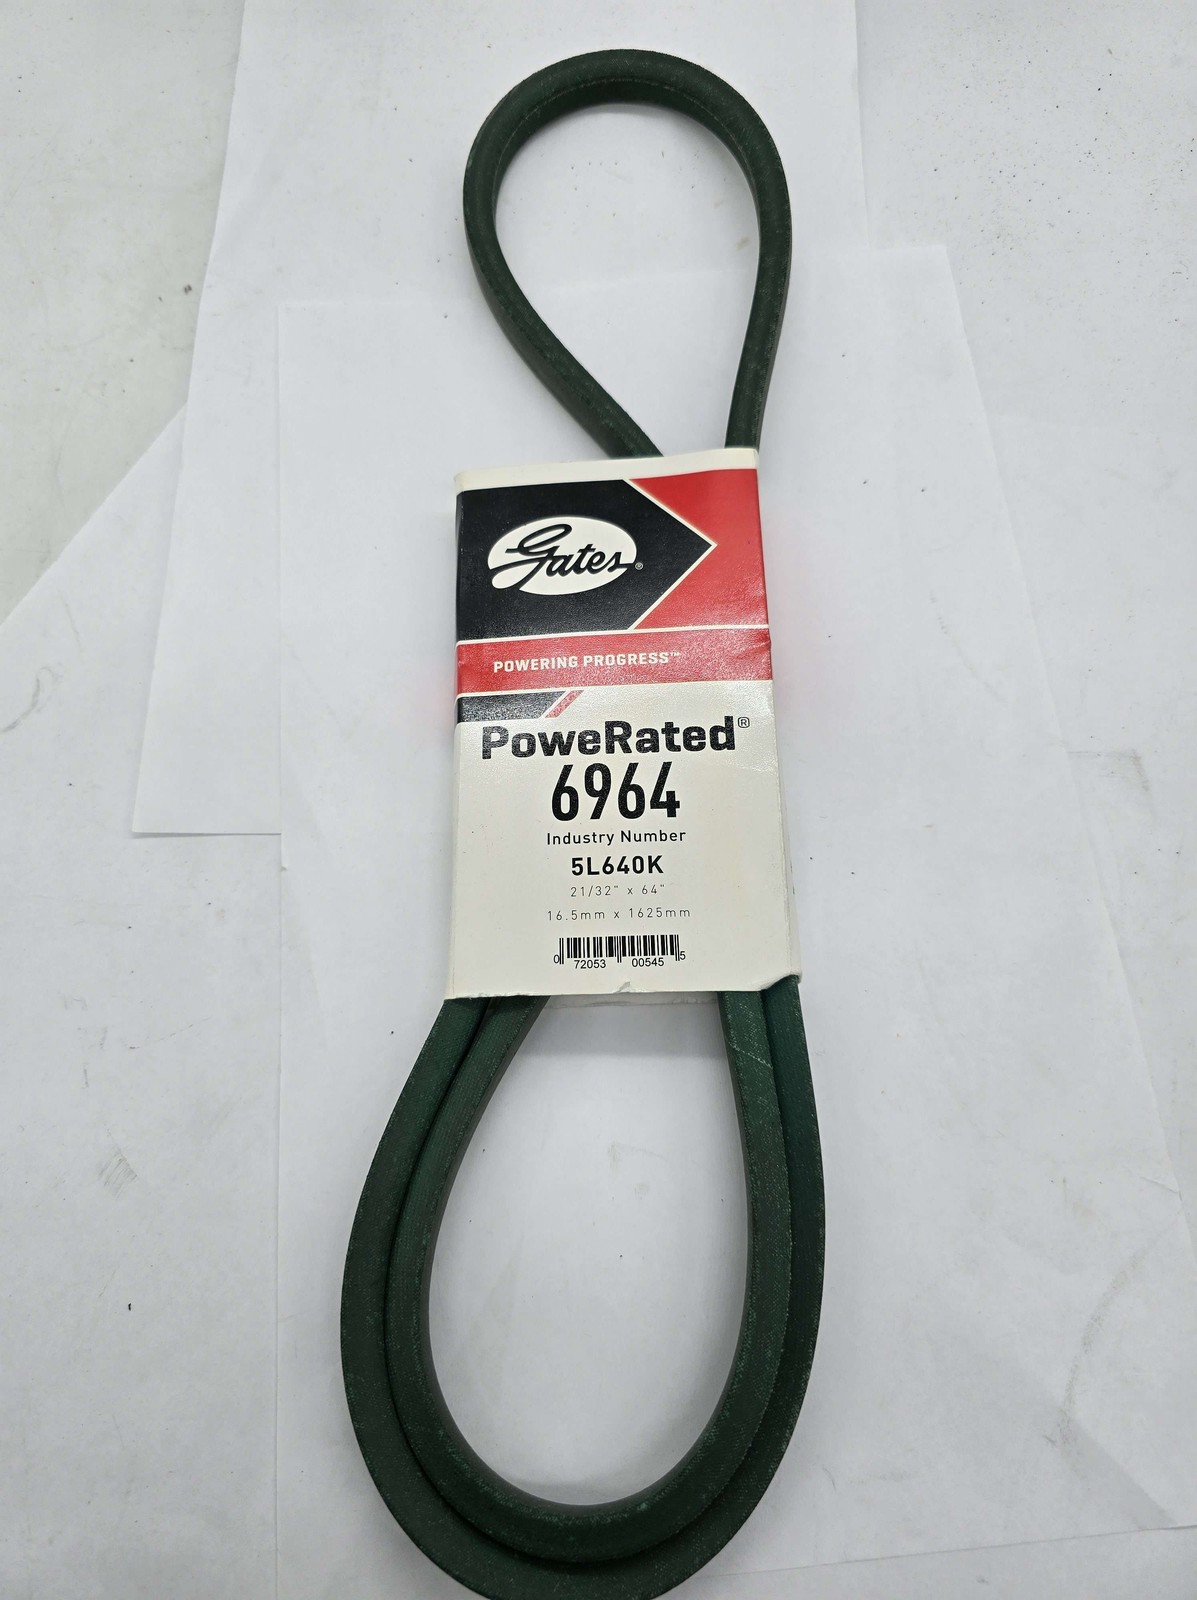 Gates®
POWERING PROGRESS™
PoweRated®
6964
Industry Number
5L640K
21/32" x 64"
16.5mm x 1625mm
0 72053 00545 5